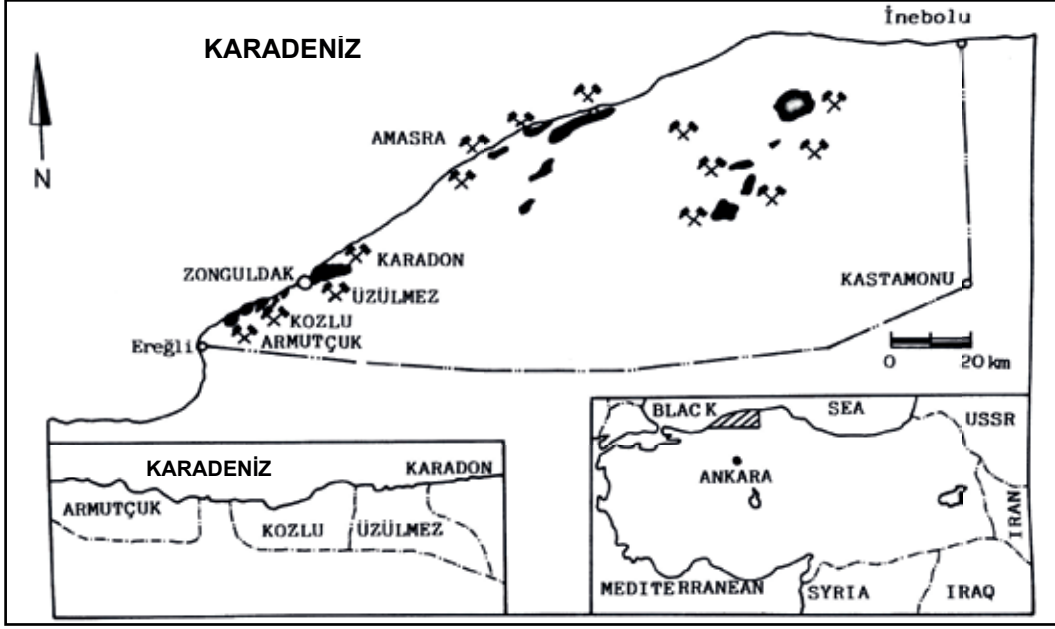 İnebolu
KARADENİZ
AMASRA
N
KARADON
ZONGULDAK
ÜZÜLMEZ
KOZLU
KASTAMONU
ARMUTÇUK
Ereğli
0 20 km
KARADENİZ
KARADON
ARMUTÇUK
KOZLU
ÜZÜLMEZ
BLACK SEA
USSR
ANKARA
IRAN
MEDITERRANEAN
SYRIA
IRAQ